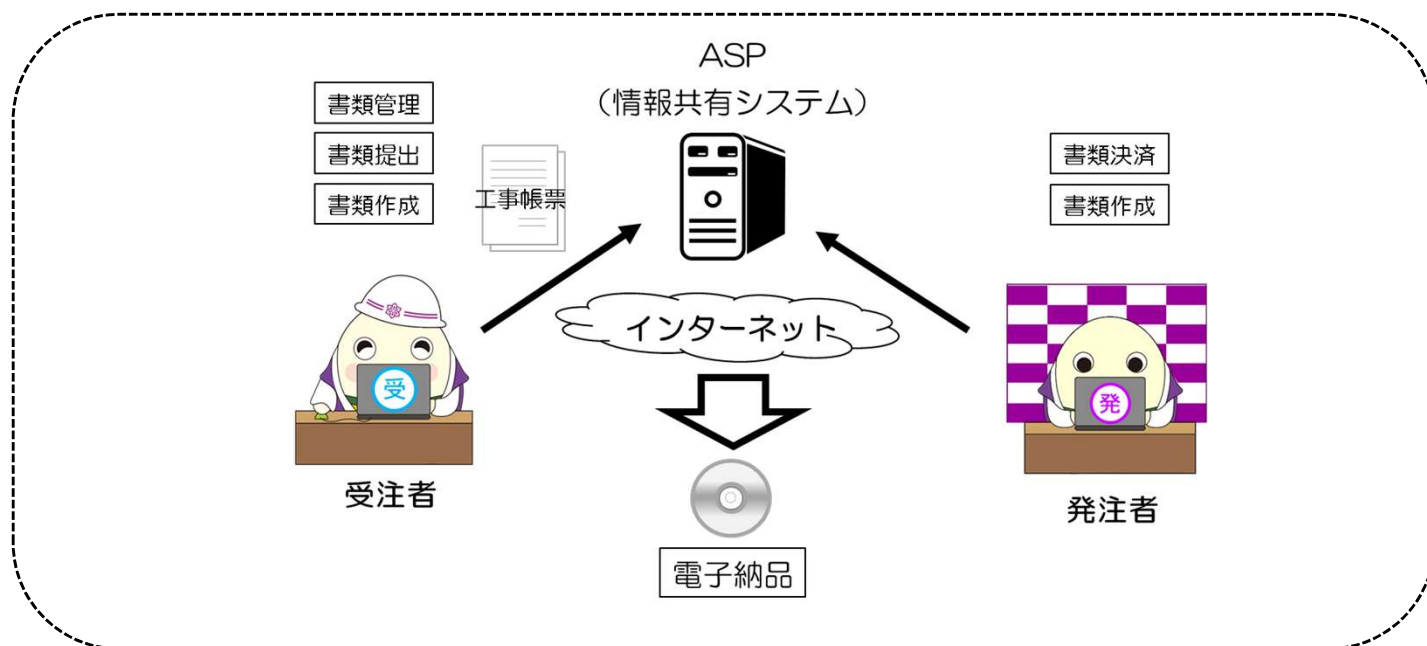 ASP
（情報共有システム）
書類管理
書類提出
書類作成
工事帳票
書類決済
書類作成
インターネット
受
発
受注者
発注者
電子納品